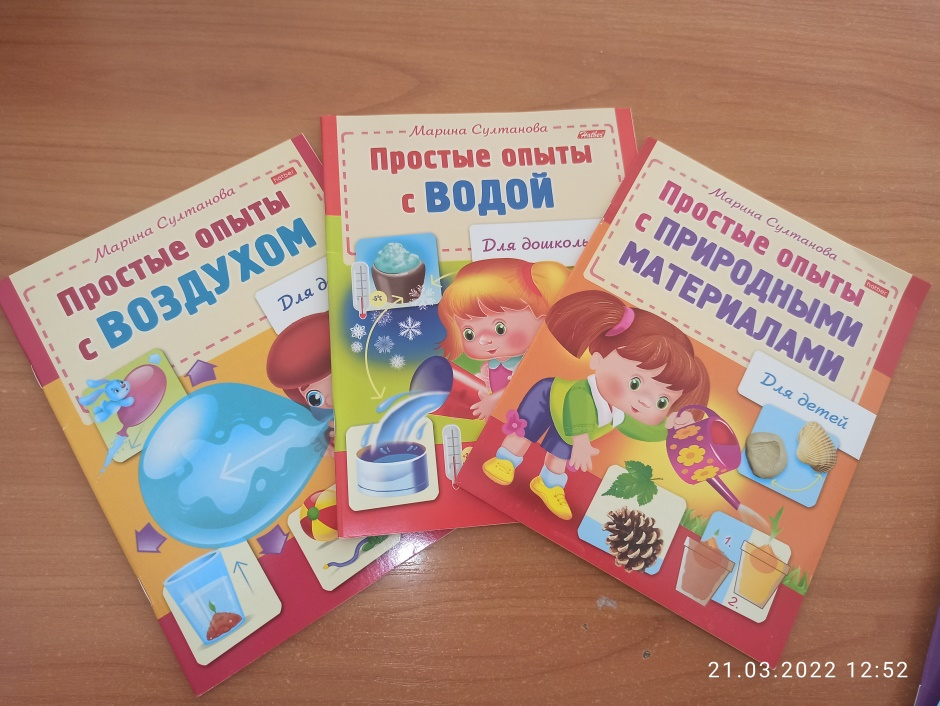 Марина Султанова
hatber
Простые опыты
с ВОЗДУХОМ
Для
Марина Султанова
Hatber
Простые опыты
с ВОДОЙ
Для
Марина Султанова
hatber
Простые опыты
с ПРИРОДНЫМИ
МАТЕРИАЛАМИ
Для детей
1.
2.
21.03.2022 12:52